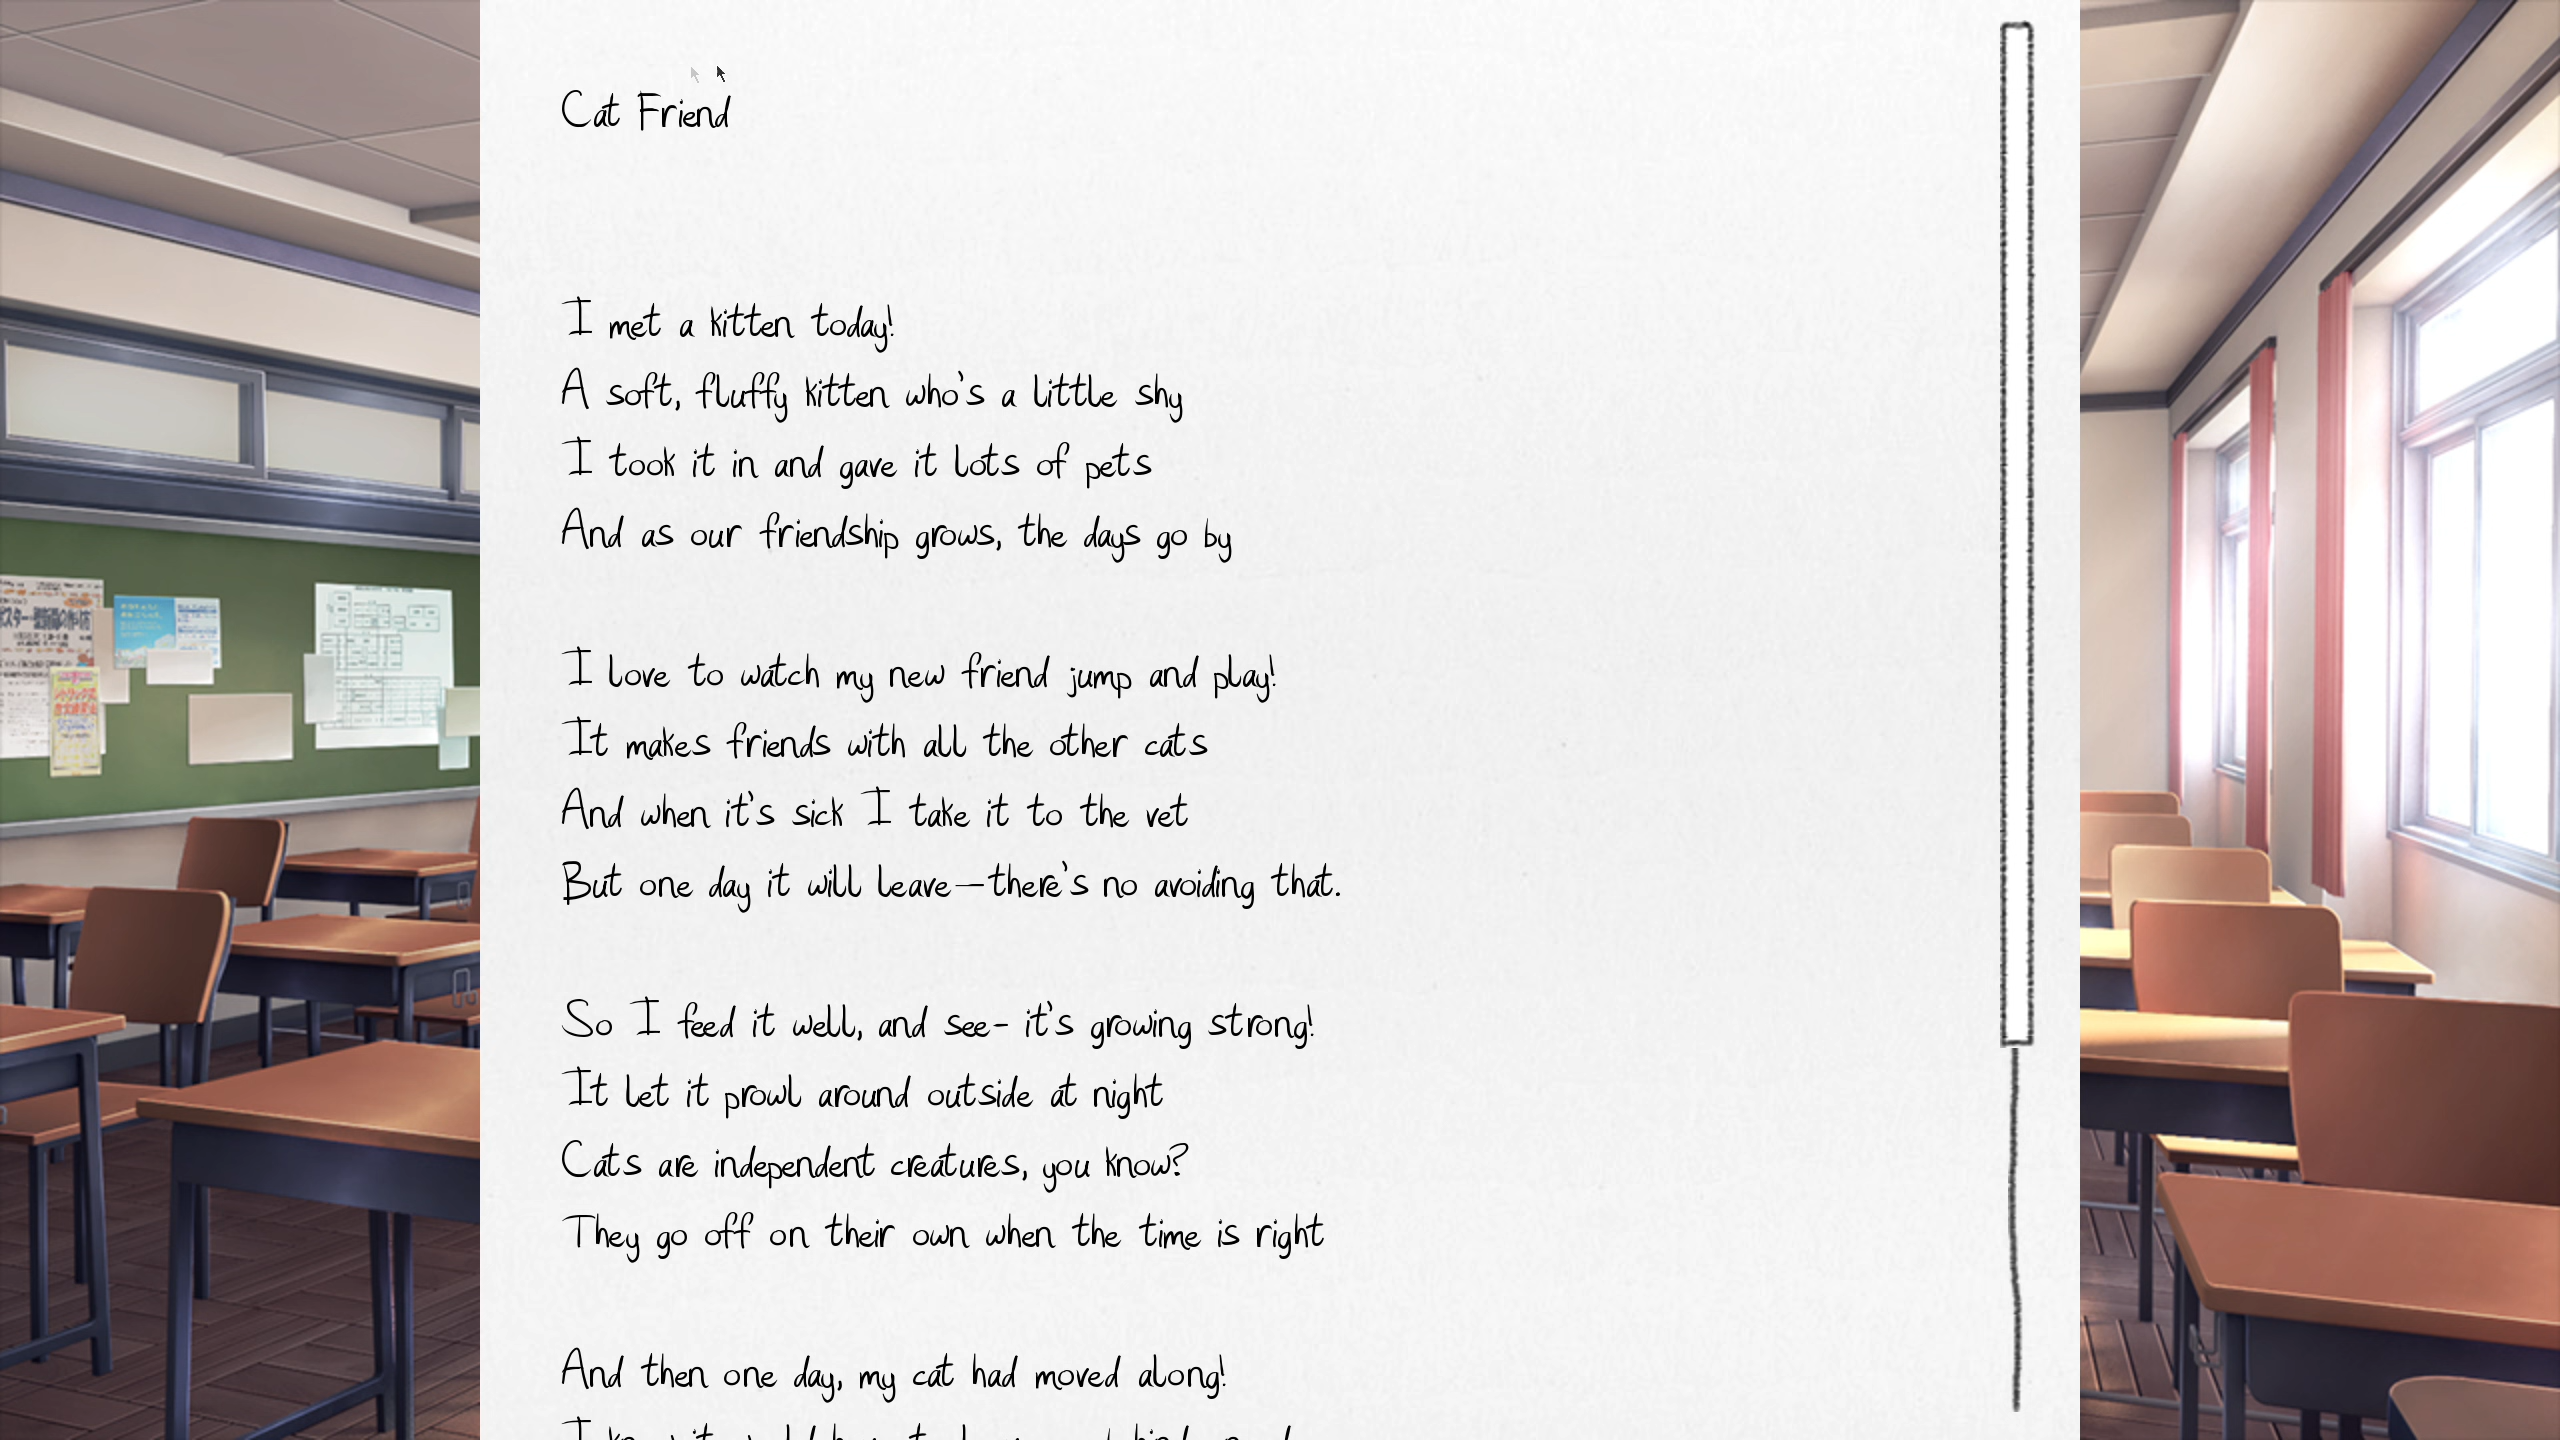 Cat Friend
I met a kitten today!
A soft, fluffy kitten who's a little shy
I took it in and gave it lots of pets
And as our friendship grows, the days go by
I love to watch my new friend jump and play!
It makes friends with all the other cats
And when it's sick I take it to the vet
But one day it will leave—there's no avoiding that.
So I feed it well, and see- it's growing strong!
It let it prowl around outside at night
Cats are independent creatures, you know?
They go off on their own when the time is right
And then one day, my cat had moved along!